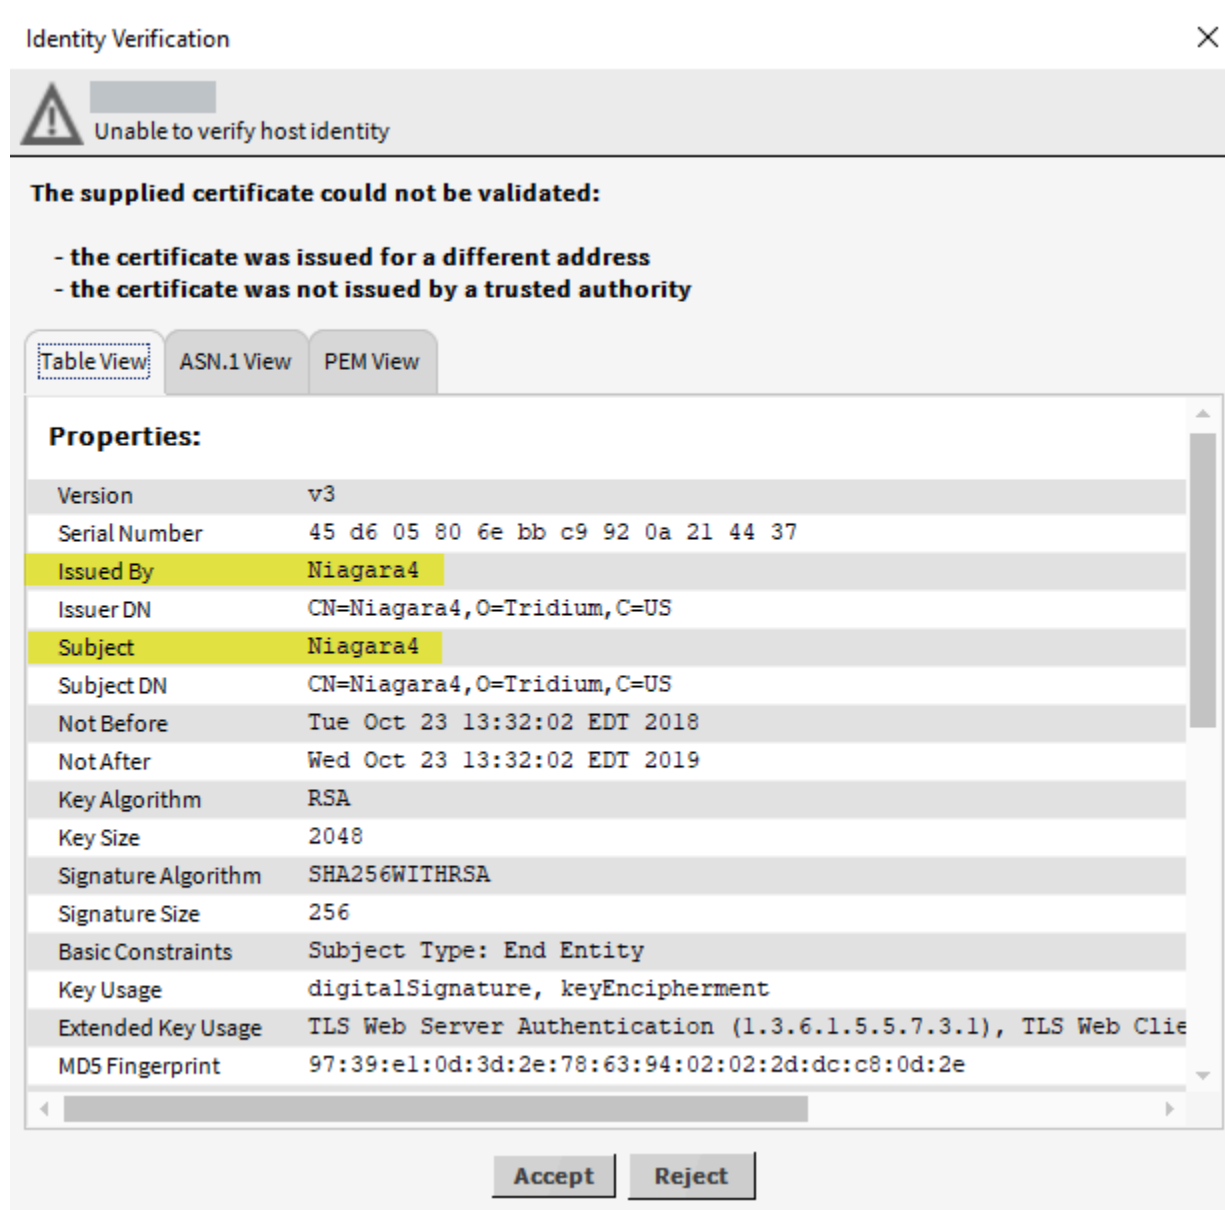 Identity Verification
Unable to verify host identity
The supplied certificate could not be validated:
- the certificate was issued for a different address
- the certificate was not issued by a trusted authority
Table View ASN.1 View PEM View
Properties:
Version v3
Serial Number 45 d6 05 80 6e bb c9 92 0a 21 44 37
Issued By Niagara4
Issuer DN CN=Niagara4,O=Tridium,C=US
Subject Niagara4
Subject DN CN=Niagara4,O=Tridium,C=US
Not Before Tue Oct 23 13:32:02 EDT 2018
Not After Wed Oct 23 13:32:02 EDT 2019
Key Algorithm RSA
Key Size 2048
Signature Algorithm SHA256WITHRSA
Signature Size 256
Basic Constraints Subject Type: End Entity
Key Usage digitalSignature, keyEncipherment
Extended Key Usage TLS Web Server Authentication (1.3.6.1.5.5.7.3.1), TLS Web Clie
MD5 Fingerprint 97:39:e1:0d:3d:2e:78:63:94:02:02:2d:dc:c8:0d:2e
Accept Reject